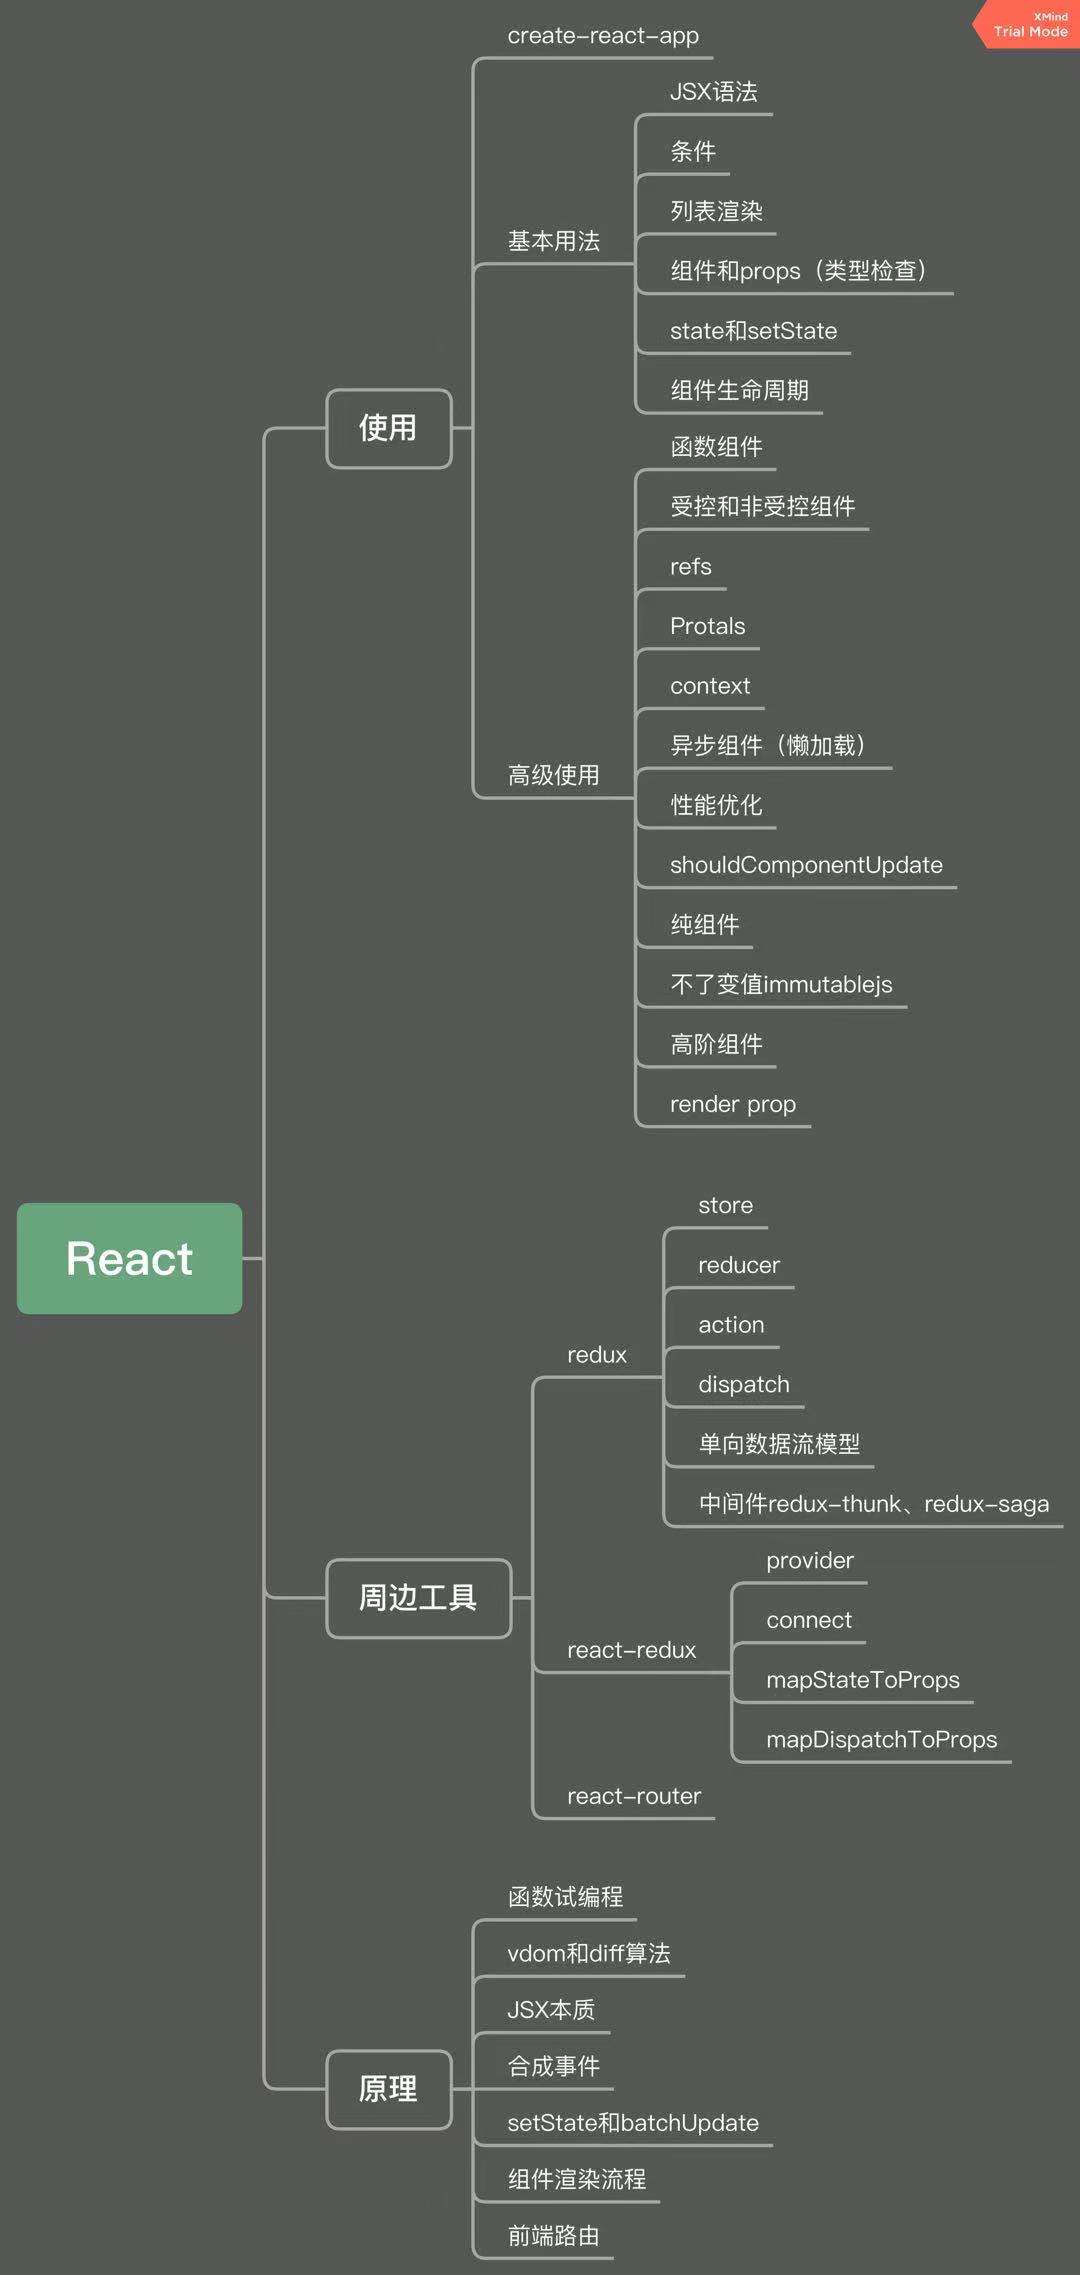 XMind
Trial Mode
create-react-app
JSX语法
条件
列表渲染
基本用法
组件和props（类型检查）
state和setState
组件生命周期
使用
函数组件
受控和非受控组件
refs
Protals
context
异步组件（懒加载）
高级使用
性能优化
shouldComponentUpdate
纯组件
不了变值immutablejs
高阶组件
render prop
React
store
reducer
action
redux
dispatch
单向数据流模型
中间件redux-thunk、redux-saga
周边工具
provider
connect
react-redux
mapStateToProps
mapDispatchToProps
react-router
函数试编程
vdom和diff算法
JSX本质
合成事件
原理
setState和batchUpdate
组件渲染流程
前端路由